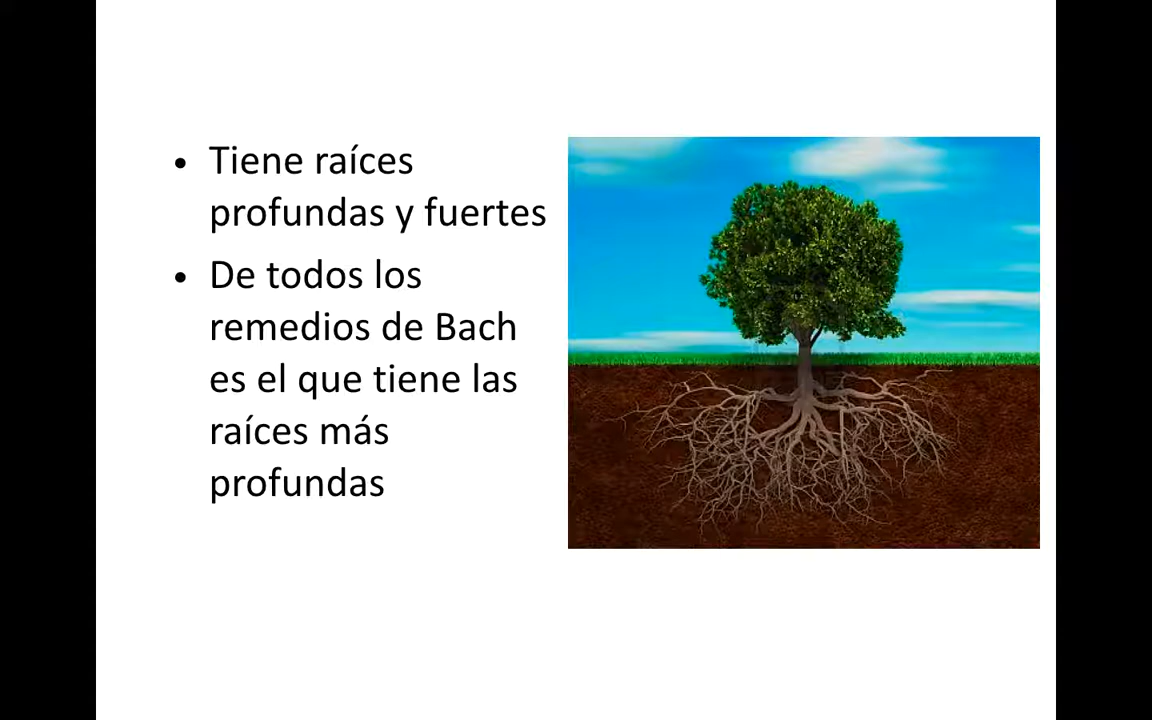 • Tiene raíces
profundas y fuertes
• De todos los
remedios de Bach
es el que tiene las
raíces más
profundas